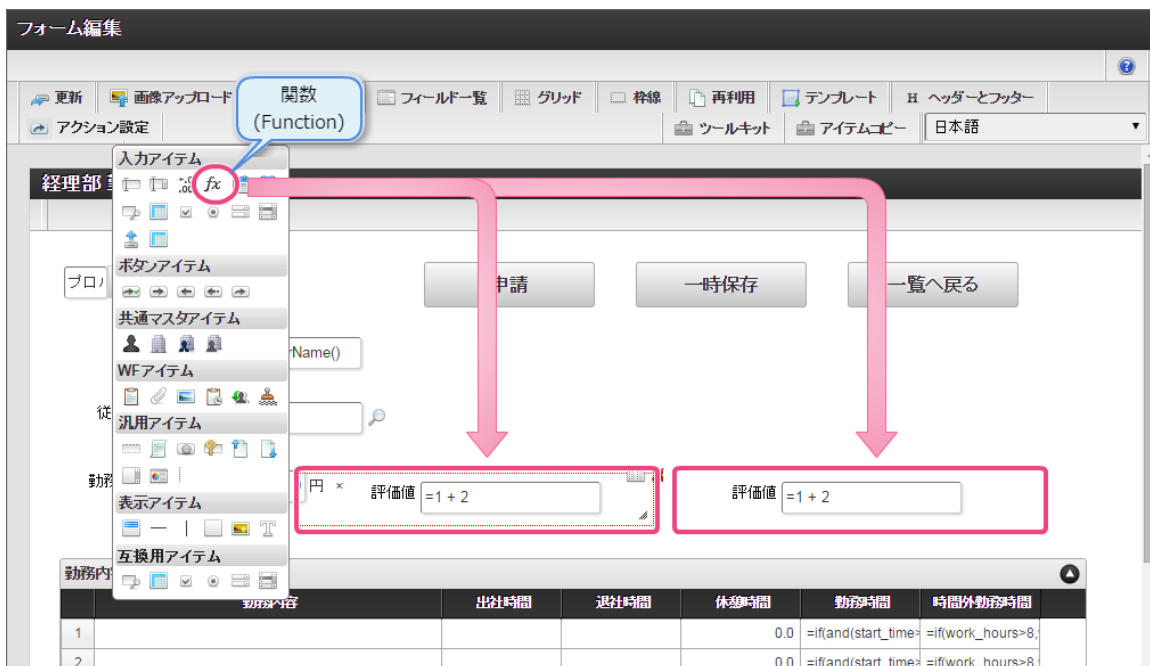 フォーム編集
更新
画像アップロード
フィールド一覧
グリッド
枠線
再利用
テンプレート
H ヘッダーとフッター
アクション設定
ツールキット
アイテムコピー
日本語
関数
(Function)
入力アイテム
fx
経理部
ボタンアイテム
申請
一時保存
一覧へ戻る
共通マスタアイテム
rName()
WFアイテム
従
汎用アイテム
勤務
円 ×
評価値
=1 + 2
評価値
=1 + 2
表示アイテム
互換用アイテム
勤務内
勤務内容
出社時間
退社時間
休憩時間
勤務時間
時間外勤務時間
1
0.0
=if(and(start_time>
=if(work_hours>8,
2
0.0
=if(and(start_time>
=if(work_hours>8,